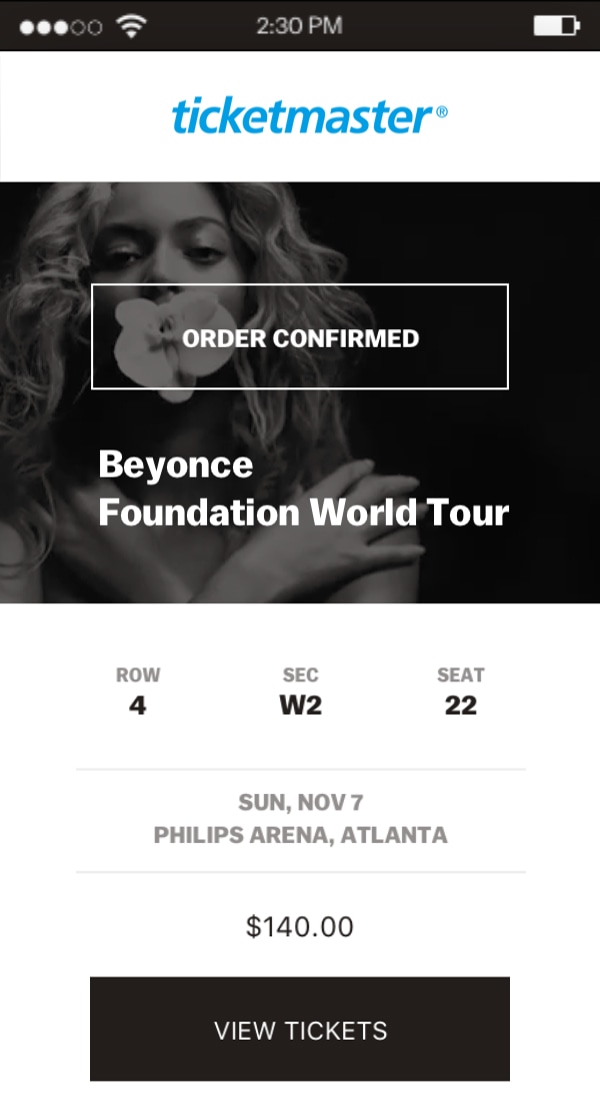 2:30 PM
ticketmaster®
ORDER CONFIRMED
Beyonce
Foundation World Tour
ROW SEC SEAT
4 W2 22
SUN, NOV 7
PHILIPS ARENA, ATLANTA
$140.00
VIEW TICKETS